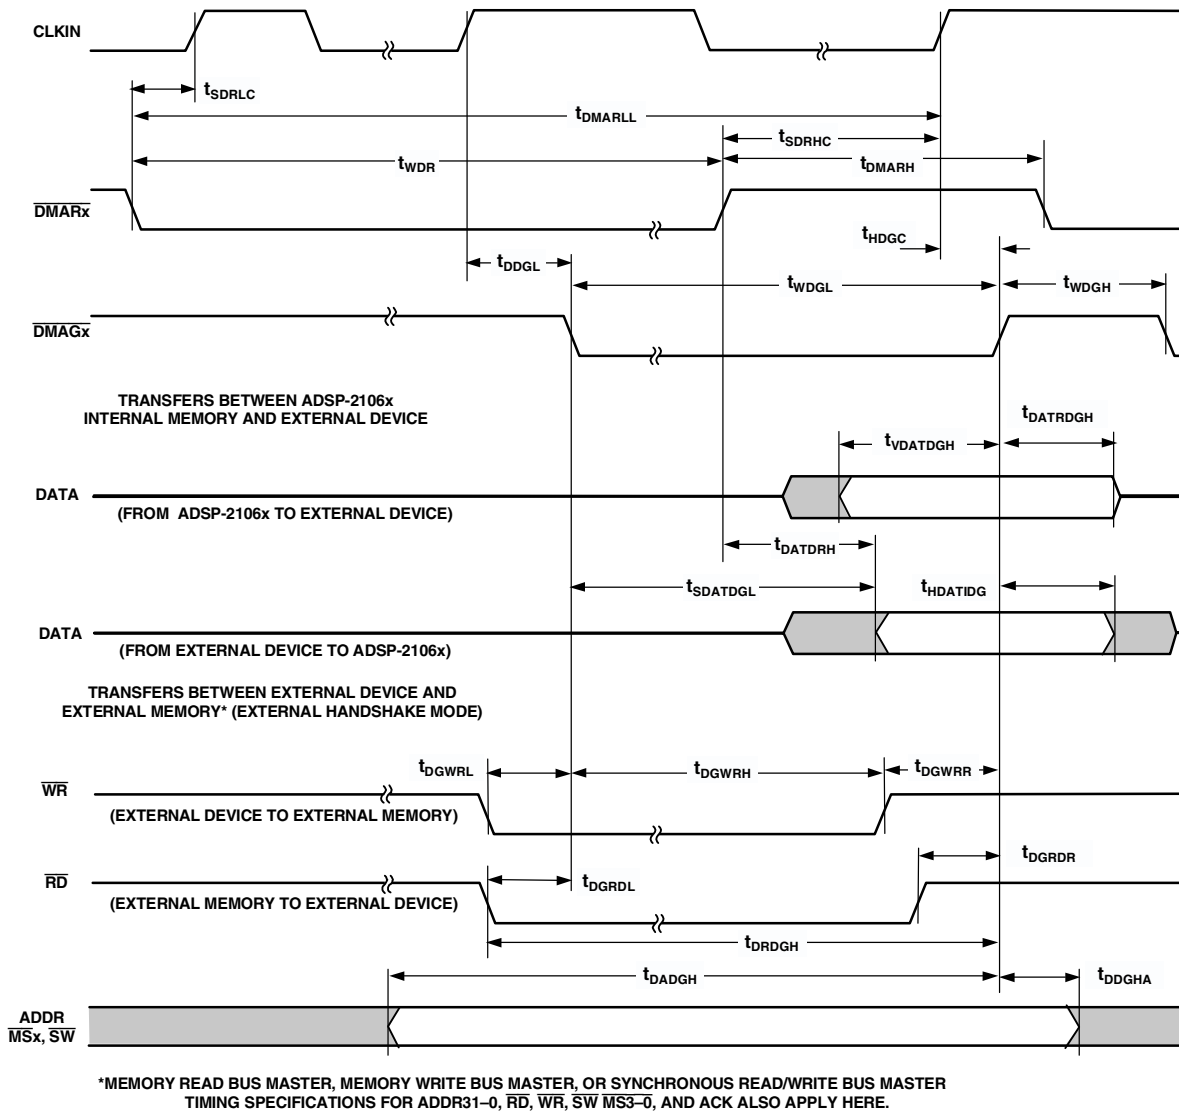 CLKIN
tSDRLC
tDMARLL
tSDRHC
tWDR
tDMARH
DMARx
tHDGC
tDDGL
tWDGL
tWDGH
DMAGx
TRANSFERS BETWEEN ADSP-2106x
INTERNAL MEMORY AND EXTERNAL DEVICE
tDATRDGH
tVDATDGH
DATA
(FROM ADSP-2106x TO EXTERNAL DEVICE)
tDATDRH
tSDATDGL
tHDATIDG
DATA
(FROM EXTERNAL DEVICE TO ADSP-2106x)
TRANSFERS BETWEEN EXTERNAL DEVICE AND
EXTERNAL MEMORY* (EXTERNAL HANDSHAKE MODE)
tDGWRL
tDGWRH
tDGWRR
WR
(EXTERNAL DEVICE TO EXTERNAL MEMORY)
tDGRDR
RD
tDGRDL
(EXTERNAL MEMORY TO EXTERNAL DEVICE)
tDRDGH
tDADGH
tDDGHA
ADDR
MSx, SW
*MEMORY READ BUS MASTER, MEMORY WRITE BUS MASTER, OR SYNCHRONOUS READ/WRITE BUS MASTER
TIMING SPECIFICATIONS FOR ADDR31–0, RD, WR, SW MS3–0, AND ACK ALSO APPLY HERE.